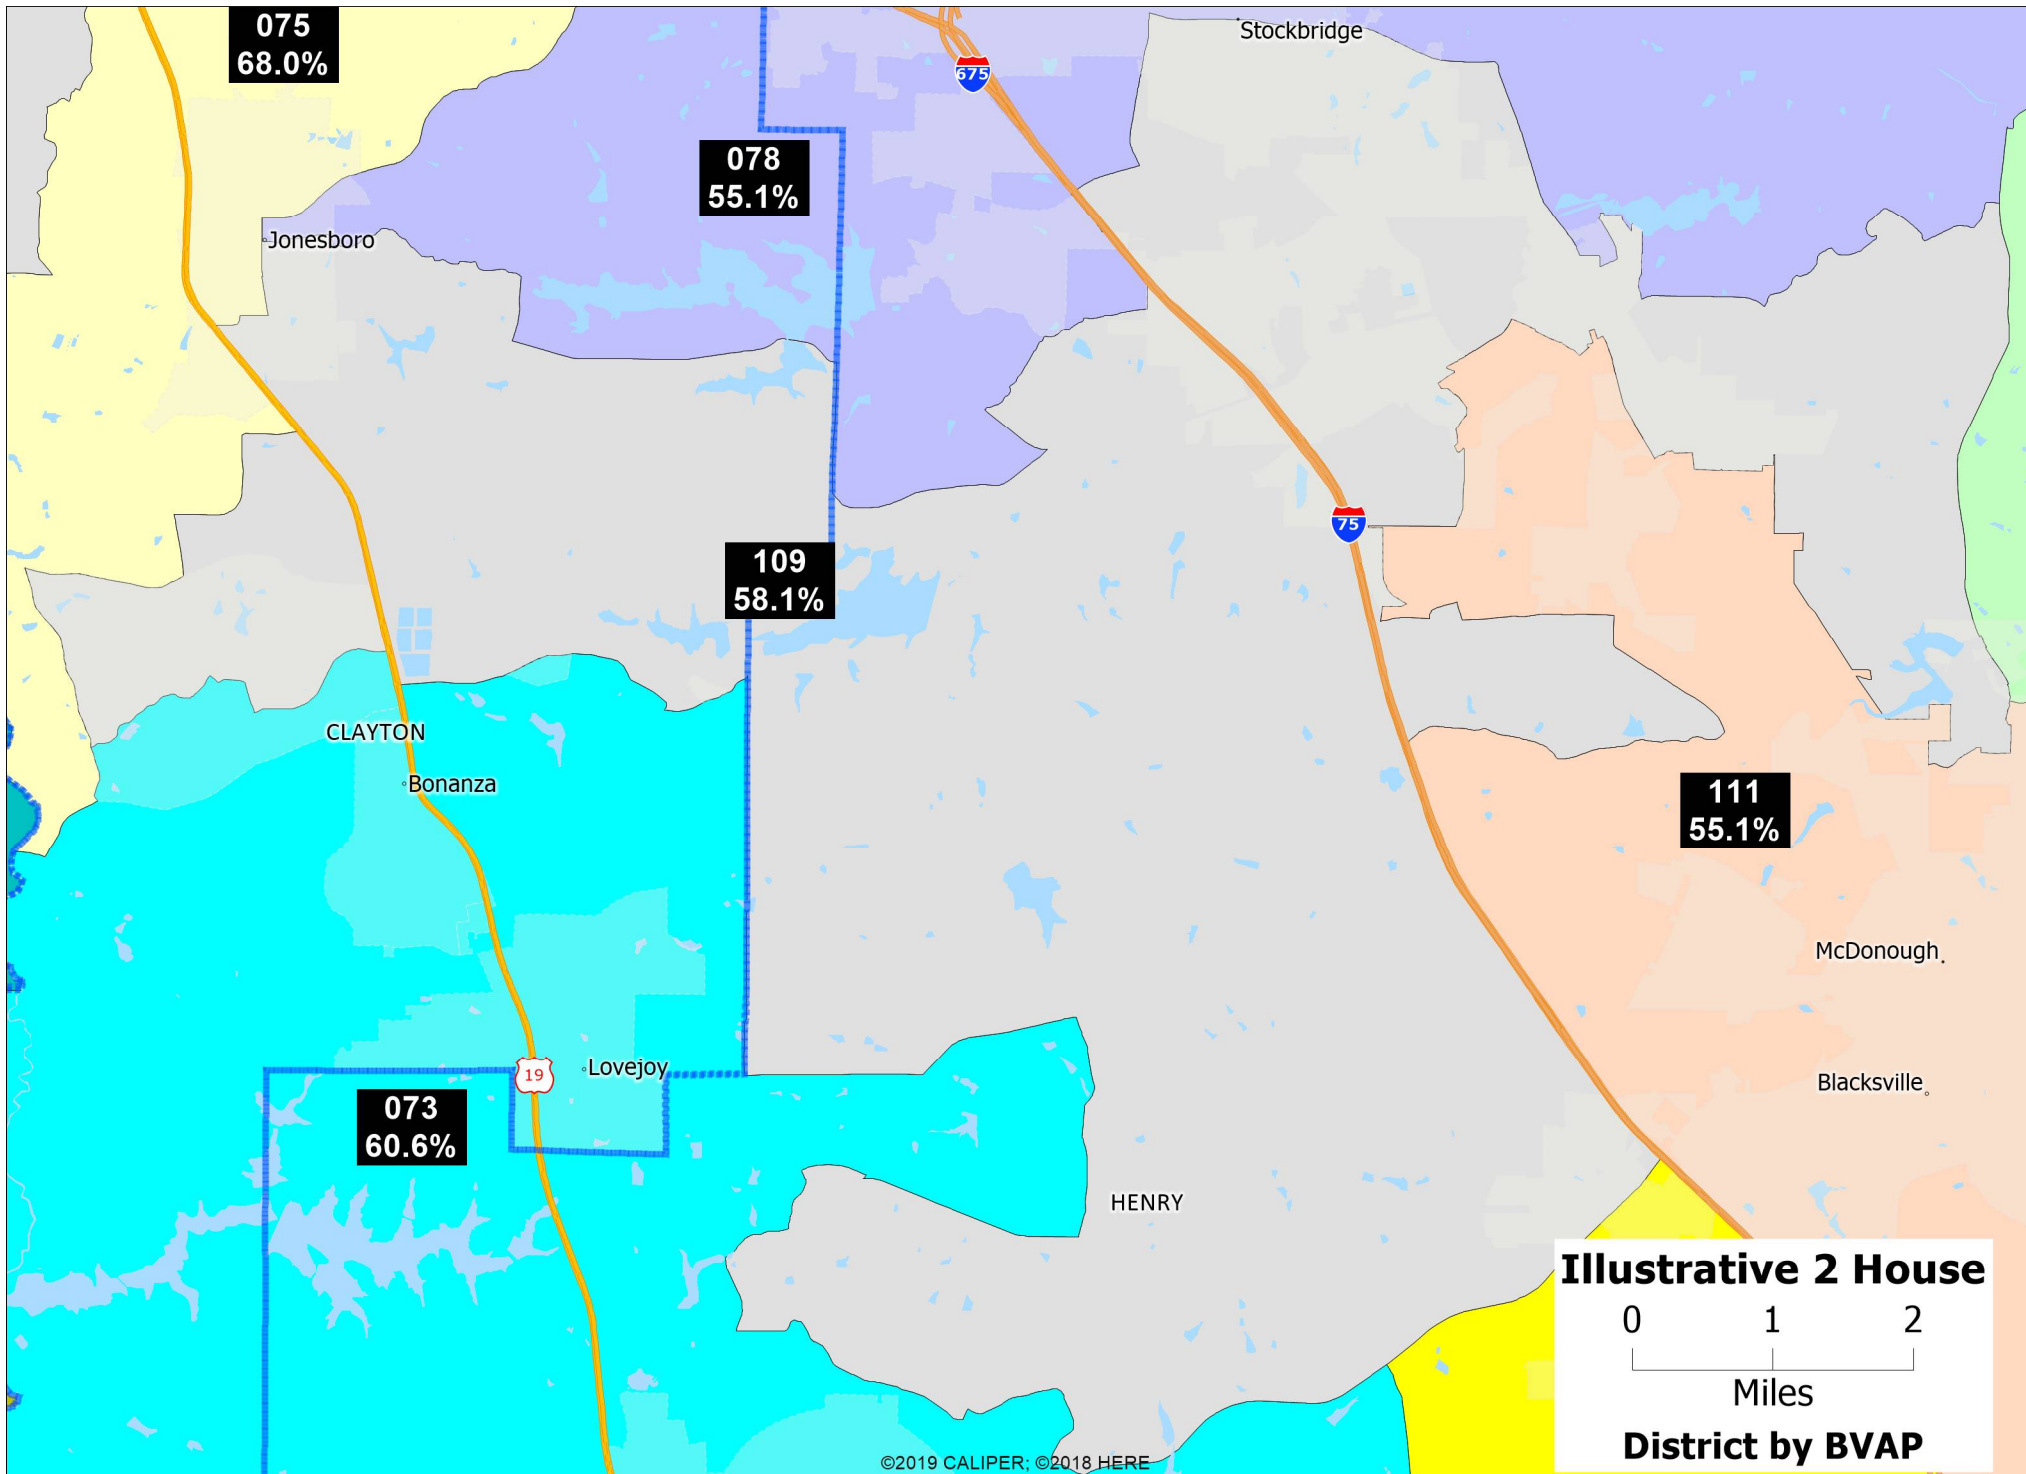 075
68.0%
Stockbridge
675
078
55.1%
Jonesboro
75
109
58.1%
CLAYTON
Bonanza
111
55.1%
McDonough
Lovejoy
19
Blacksville
073
60.6%
HENRY
Illustrative 2 House
0 1 2
Miles
District by BVAP
©2019 CALIPER; ©2018 HERE